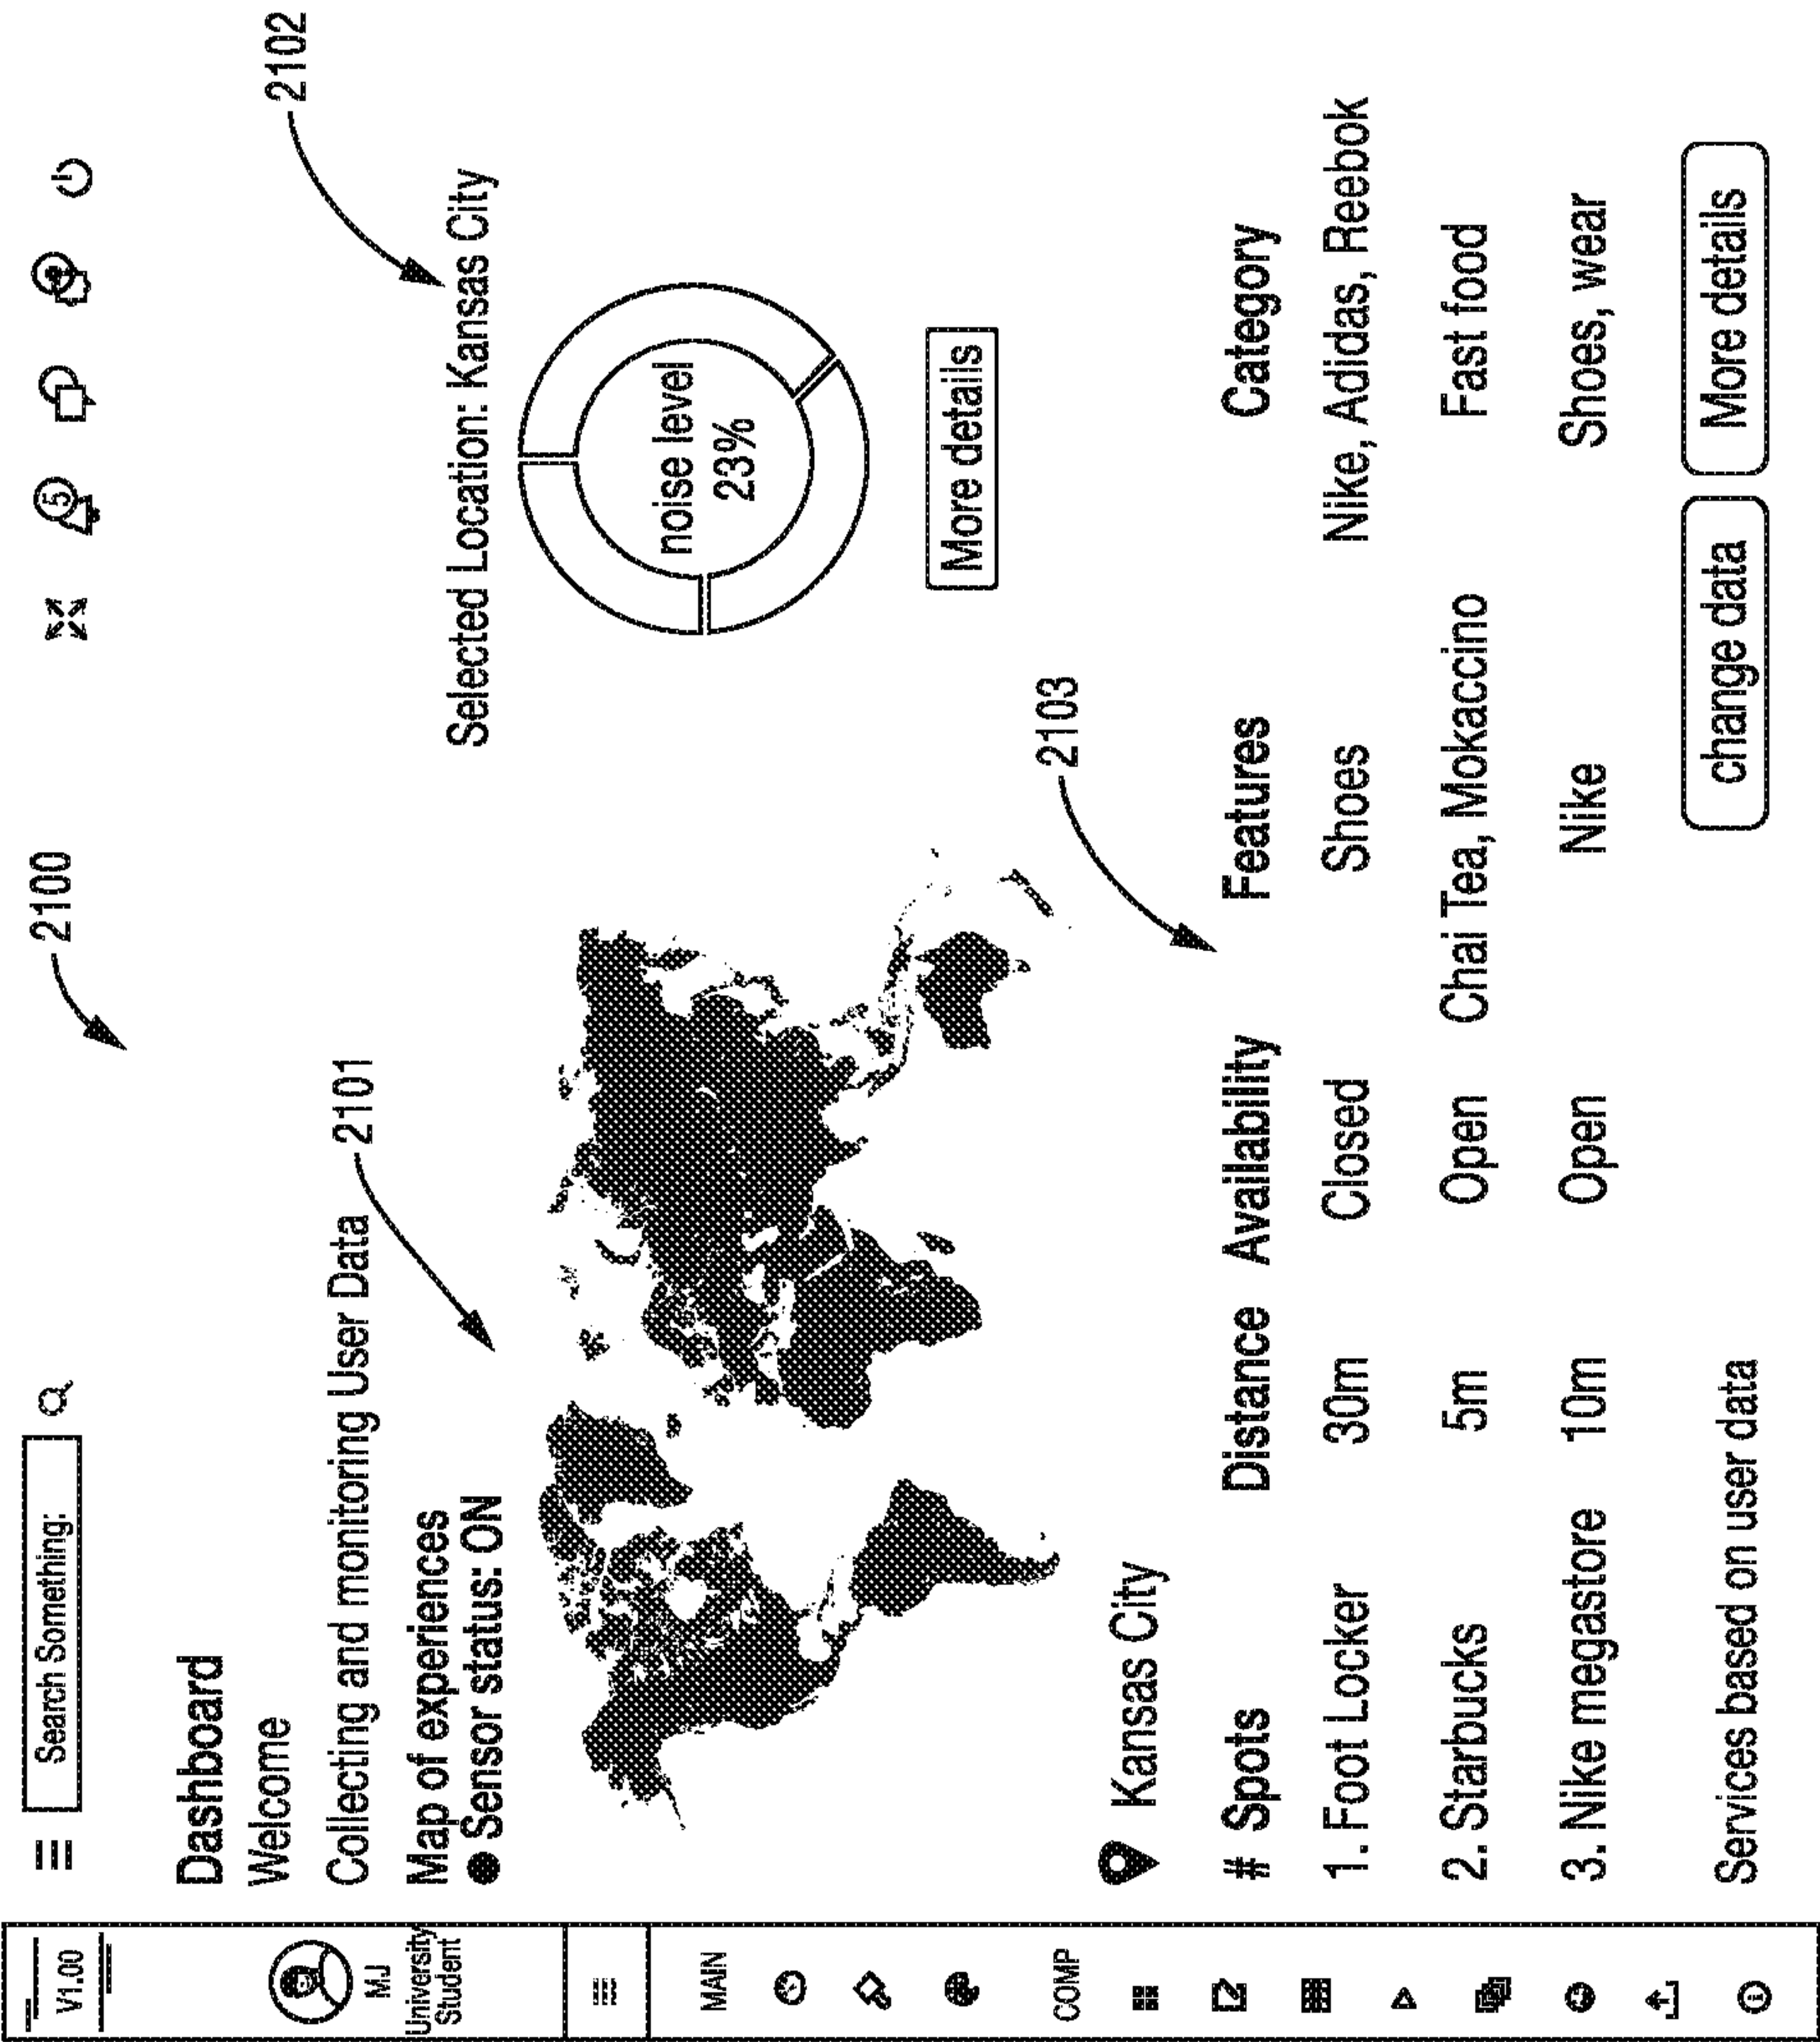 V1.00
MJ
University
Student
MAIN
COMP
Search Something:
5
2100
Dashboard
Welcome
Collecting and monitoring User Data
2101
Map of experiences
Sensor status: ON
2102
Selected Location: Kansas City
noise level
23%
More details
2103
Kansas City
# Spots Distance Availability Features Category
1. Foot Locker 30m Closed Shoes Nike, Adidas, Reebok
2. Starbucks 5m Open Chai Tea, Mokaccino Fast food
3. Nike megastore 10m Open Nike Shoes, wear
Services based on user data change data More details